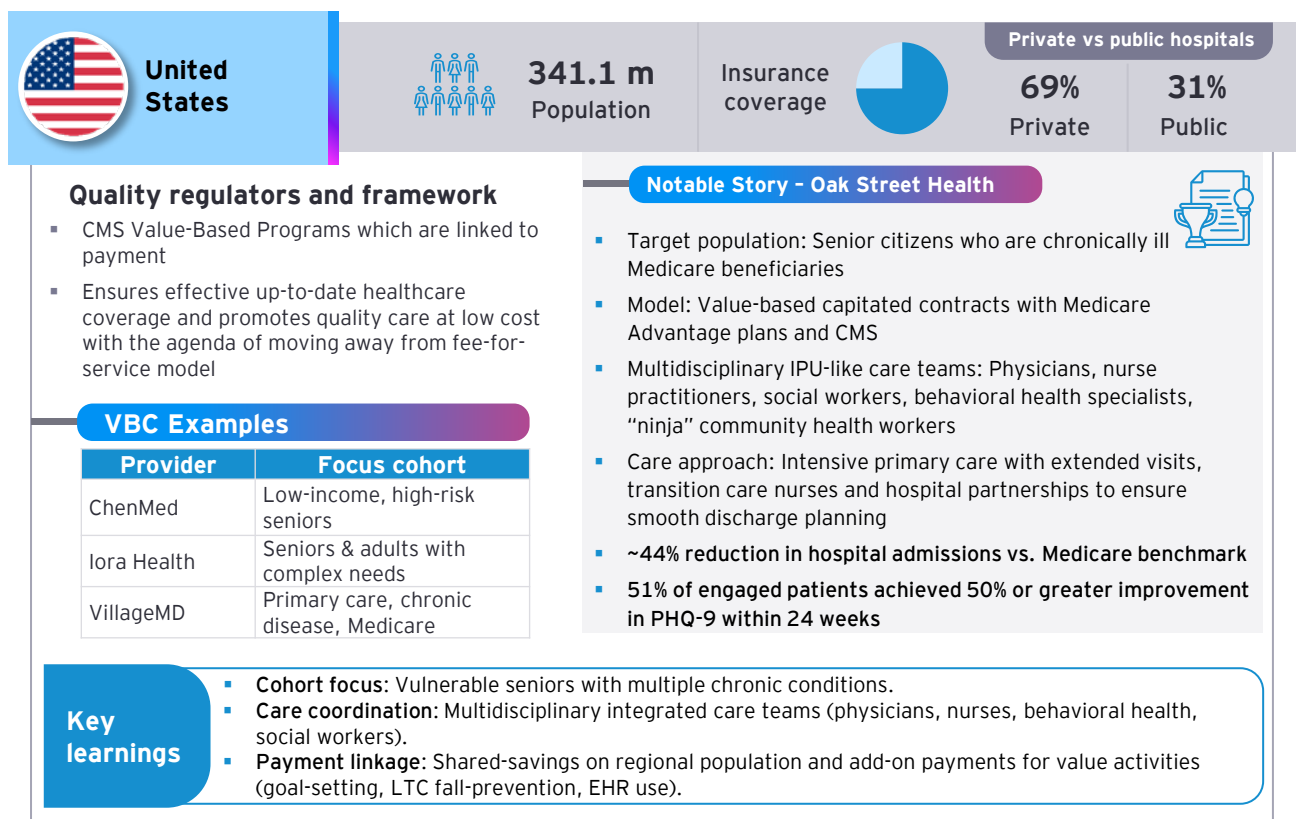 United
States
341.1 m
Population
Insurance
coverage
Private vs public hospitals
69%
Private
31%
Public
Quality regulators and framework
▪ CMS Value-Based Programs which are linked to
payment
▪ Ensures effective up-to-date healthcare
coverage and promotes quality care at low cost
with the agenda of moving away from fee-for-
service model
VBC Examples
Provider Focus cohort
ChenMed
Low-income, high-risk
seniors
Iora Health
Seniors & adults with
complex needs
VillageMD
Primary care, chronic
disease, Medicare
Notable Story – Oak Street Health
▪ Target population: Senior citizens who are chronically ill
Medicare beneficiaries
▪ Model: Value-based capitated contracts with Medicare
Advantage plans and CMS
▪ Multidisciplinary IPU-like care teams: Physicians, nurse
practitioners, social workers, behavioral health specialists,
“ninja” community health workers
▪ Care approach: Intensive primary care with extended visits,
transition care nurses and hospital partnerships to ensure
smooth discharge planning
▪ ~44% reduction in hospital admissions vs. Medicare benchmark
▪ 51% of engaged patients achieved 50% or greater improvement
in PHQ-9 within 24 weeks
Key
learnings
▪ Cohort focus: Vulnerable seniors with multiple chronic conditions.
▪ Care coordination: Multidisciplinary integrated care teams (physicians, nurses, behavioral health,
social workers).
▪ Payment linkage: Shared-savings on regional population and add-on payments for value activities
(goal-setting, LTC fall-prevention, EHR use).